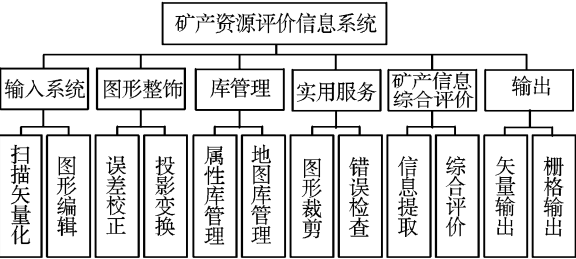 矿产资源评价信息系统
输入系统
图形整饰
库管理
实用服务
矿产信息
综合评价
输出
扫描矢量化
图形编辑
误差校正
投影变换
属性库管理
地图库管理
图形裁剪
错误检查
信息提取
综合评价
矢量输出
栅格输出